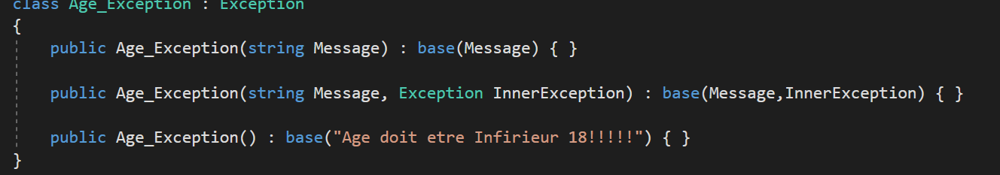 class Age_Exception : Exception
{
public Age_Exception(string Message) : base(Message) { }
public Age_Exception(string Message, Exception InnerException) : base(Message,InnerException) { }
public Age_Exception() : base("Age doit etre Infirieur 18!!!!!") { }
}